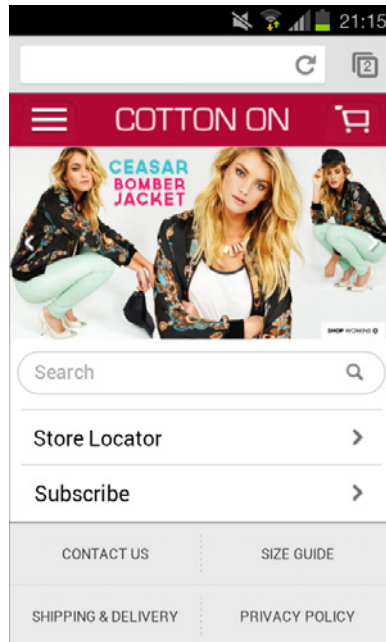 21:15
2
COTTON ON
CEASAR
BOMBER
JACKET
SHOP WOMENS
Search
Store Locator
Subscribe
CONTACT US
SIZE GUIDE
SHIPPING & DELIVERY
PRIVACY POLICY